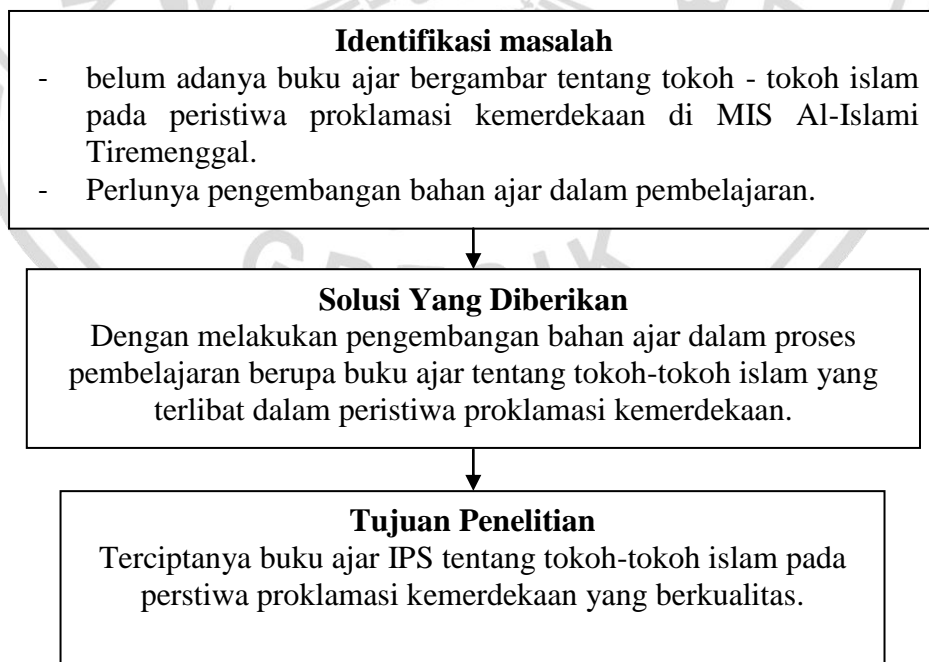 Identifikasi masalah
- belum adanya buku ajar bergambar tentang tokoh - tokoh islam
pada peristiwa proklamasi kemerdekaan di MIS Al-Islami
Tiremenggal.
- Perlunya pengembangan bahan ajar dalam pembelajaran.
GRESIK
Solusi Yang Diberikan
Dengan melakukan pengembangan bahan ajar dalam proses
pembelajaran berupa buku ajar tentang tokoh-tokoh islam yang
terlibat dalam peristiwa proklamasi kemerdekaan.
Tujuan Penelitian
Terciptanya buku ajar IPS tentang tokoh-tokoh islam pada
perstiwa proklamasi kemerdekaan yang berkualitas.